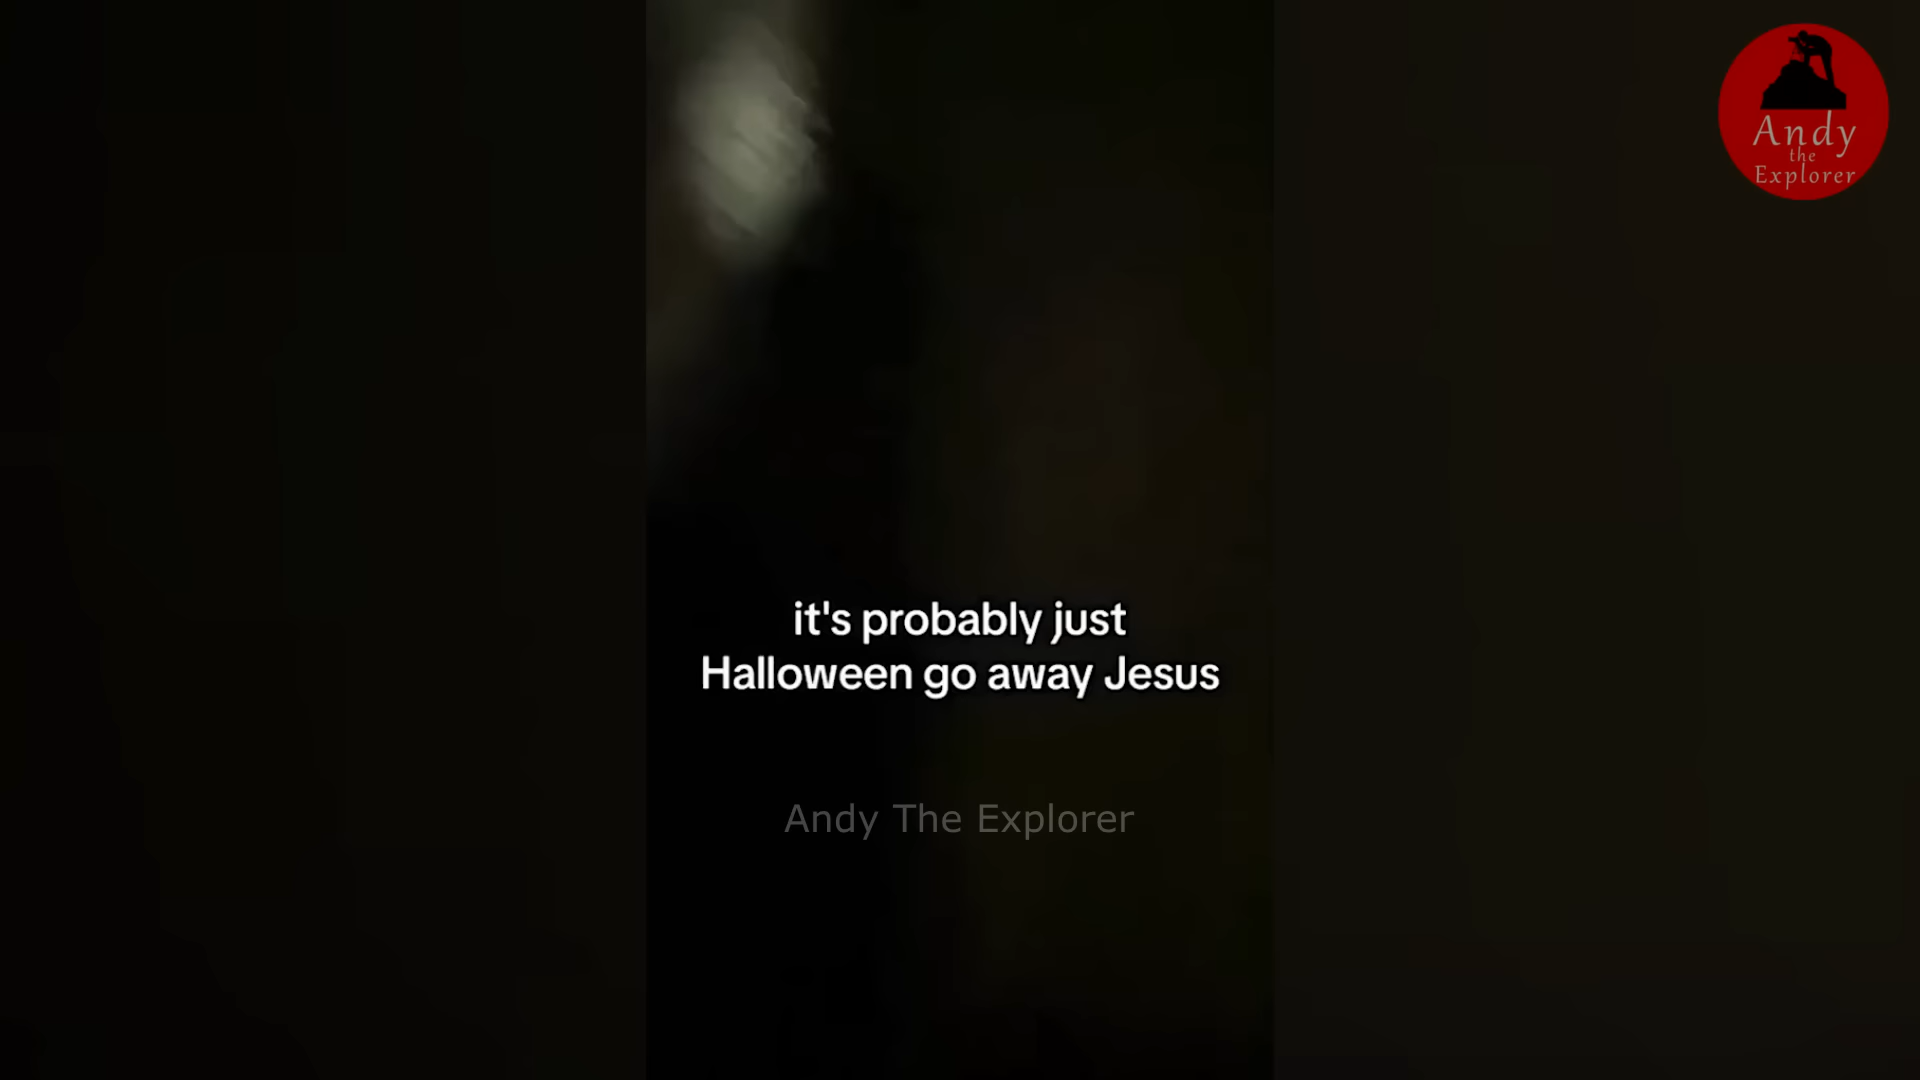 Andy
the
Explorer
it's probably just
Halloween go away Jesus
Andy The Explorer